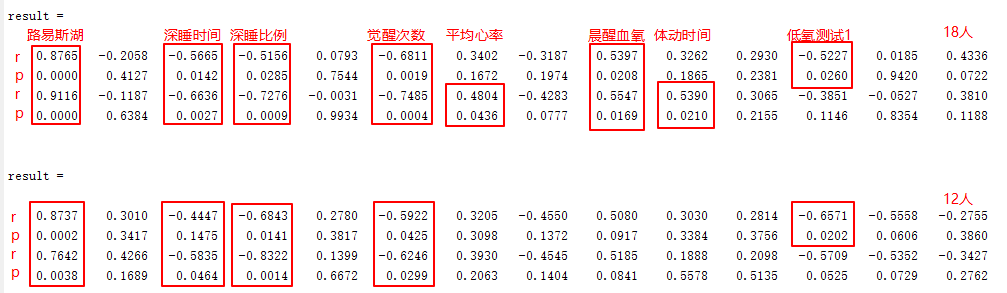 result =
路易斯湖 深睡时间 深睡比例 觉醒次数 平均心率 晨醒血氧 体动时间 低氧测试1 18人
r 0.8765 -0.2058 -0.5665 -0.5156 0.0793 -0.6811 0.3402 -0.3187 0.5397 0.3262 0.2930 -0.5227 0.0185 0.4336
p 0.0000 0.4127 0.0142 0.0285 0.7544 0.0019 0.1672 0.1974 0.0208 0.1865 0.2381 0.0260 0.9420 0.0722
r 0.9116 -0.1187 -0.6636 -0.7276 -0.0031 -0.7485 0.4804 -0.4283 0.5547 0.5390 0.3065 -0.3851 -0.0527 0.3810
p 0.0000 0.6384 0.0027 0.0009 0.9934 0.0004 0.0436 0.0777 0.0169 0.0210 0.2155 0.1146 0.8354 0.1188
result =
12人
r 0.8737 0.3010 -0.4447 -0.6843 0.2780 -0.5922 0.3205 -0.4550 0.5080 0.3030 0.2814 -0.6571 -0.5558 -0.2755
p 0.0002 0.3417 0.1475 0.0141 0.3817 0.0425 0.3098 0.1372 0.0917 0.3384 0.3756 0.0202 0.0606 0.3860
r 0.7642 0.4266 -0.5835 -0.8322 0.1399 -0.6246 0.3930 -0.4545 0.5185 0.1888 0.2098 -0.5709 -0.5352 -0.3427
p 0.0038 0.1689 0.0464 0.0014 0.6672 0.0299 0.2063 0.1404 0.0841 0.5578 0.5135 0.0525 0.0729 0.2762